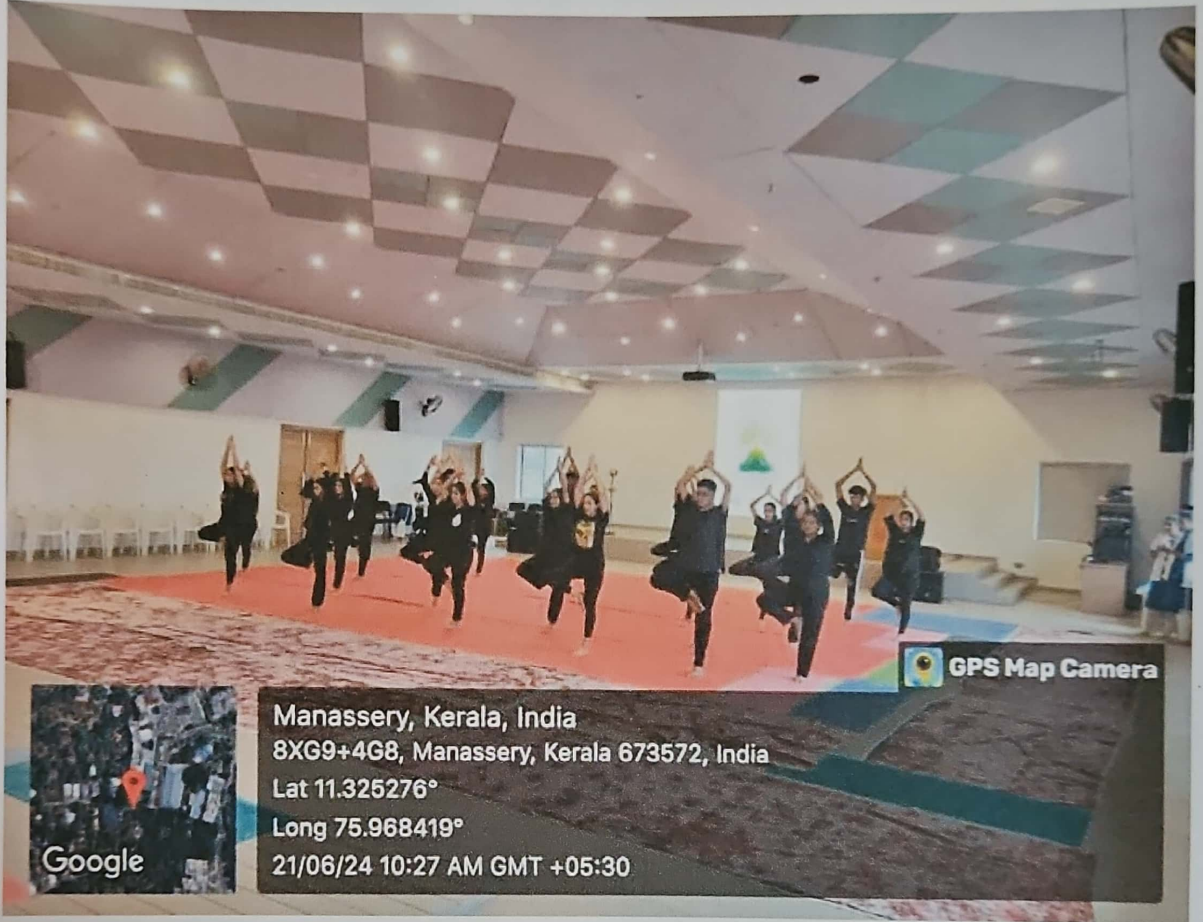 GPS Map Camera
Manassery, Kerala, India
8XG9+4G8, Manassery, Kerala 673572, India
Lat 11.325276°
Long 75.968419°
21/06/24 10:27 AM GMT +05:30
Google